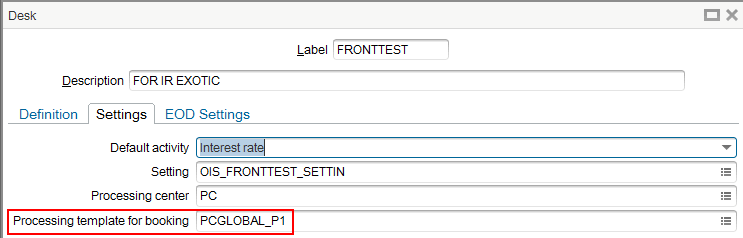 Desk
Label FRONTTEST
Description FOR IR EXOTIC
Definition Settings EOD Settings
Default activity Interest rate
Setting OIS_FRONTTEST_SETTIN
Processing center PC
Processing template for booking PCGLOBAL_P1